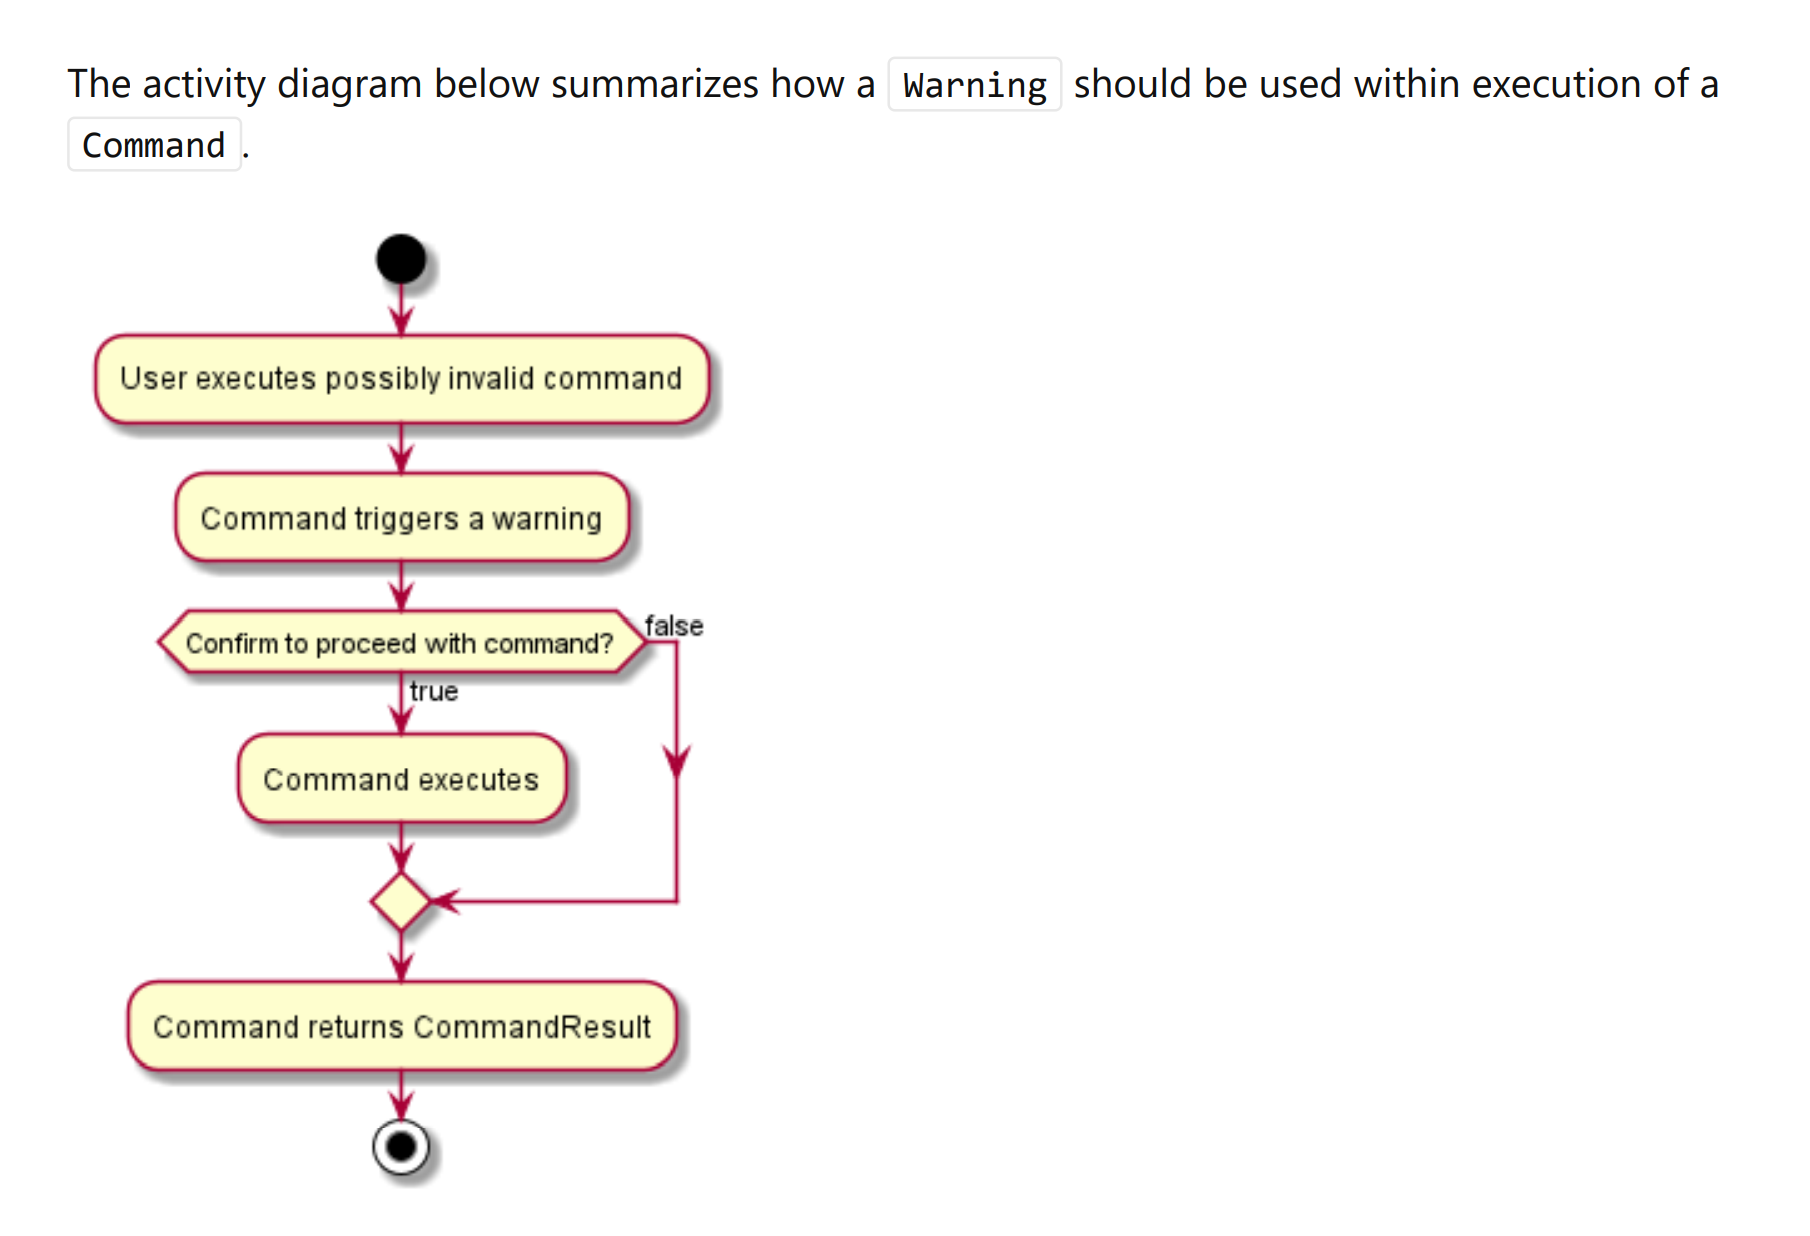 The activity diagram below summarizes how a Warning should be used within execution of a
Command.
User executes possibly invalid command
Command triggers a warning
Confirm to proceed with command?
false
true
Command executes
Command returns CommandResult